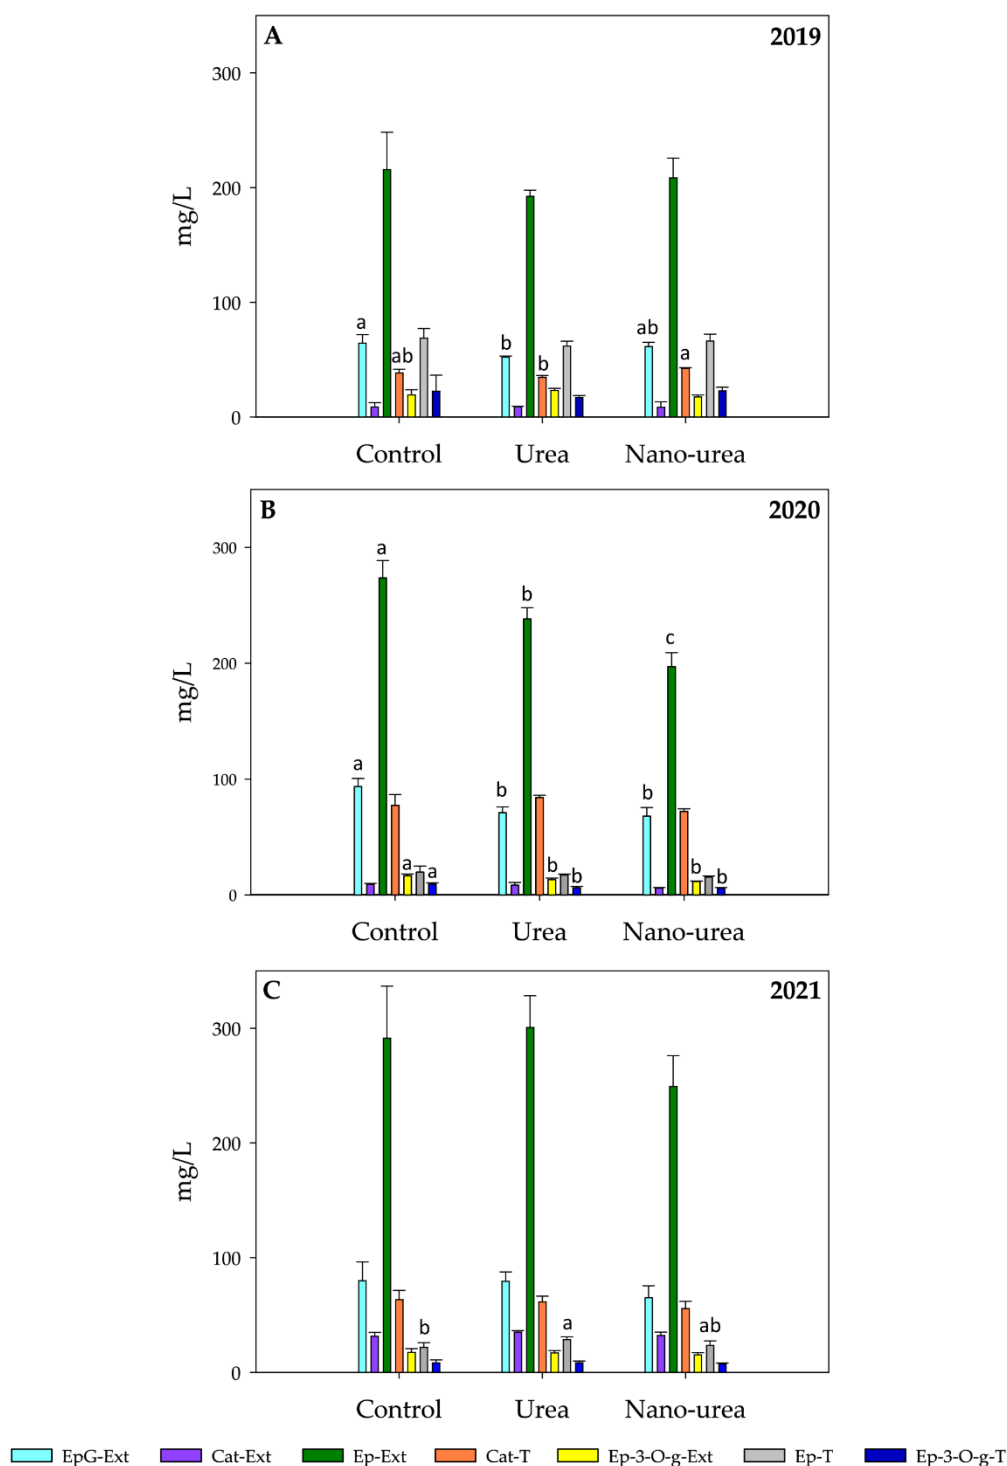 A 2019
300
200
100
0
mg/L
a
ab
b
b
ab
a
Control Urea Nano-urea
B 2020
300
200
100
0
mg/L
a
b
c
a
b
b
a a
b b
b b
Control Urea Nano-urea
C 2021
300
200
100
0
mg/L
b
a
ab
Control Urea Nano-urea
EpG-Ext Cat-Ext Ep-Ext Cat-T Ep-3-O-g-Ext Ep-T Ep-3-O-g-T